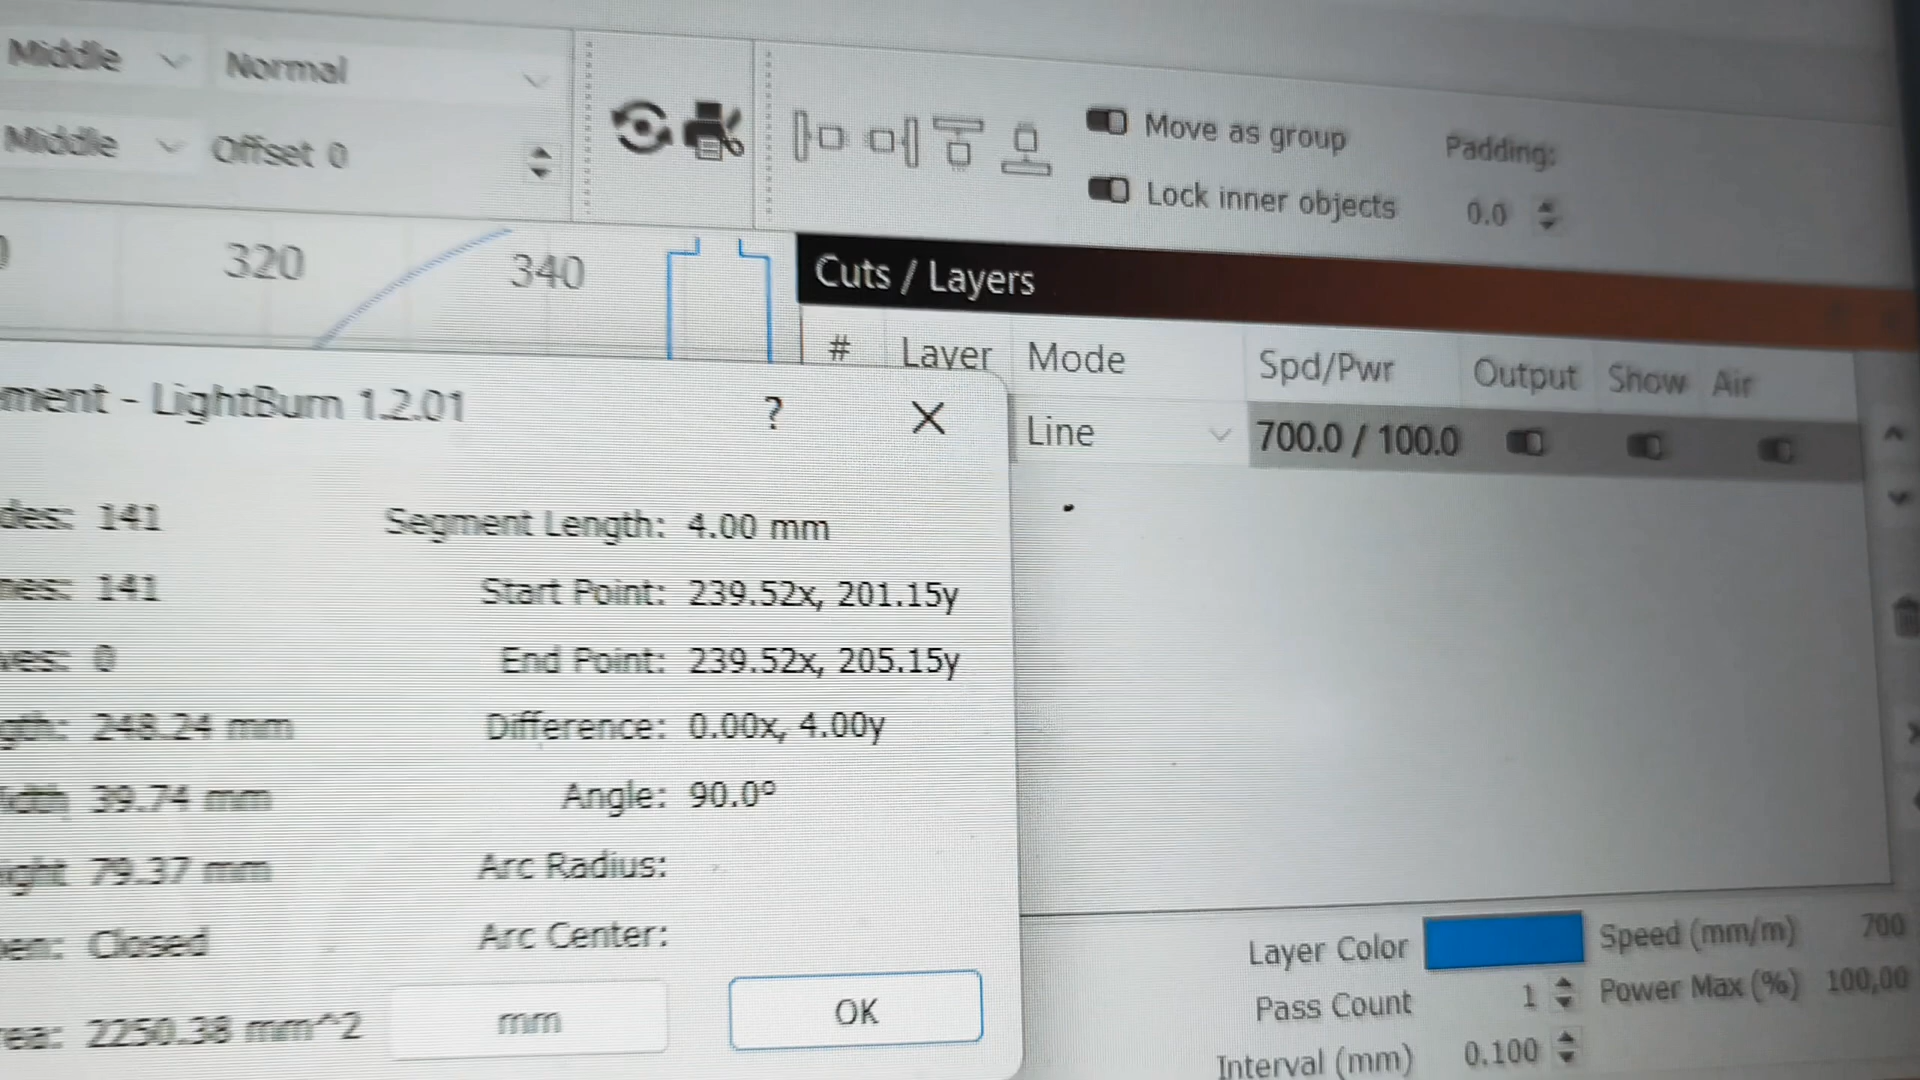 Middle Normal
Middle Offset 0
Move as group
Padding:
Lock inner objects
0.0
320
340
Cuts / Layers
# Layer Mode Spd/Pwr Output Show Air
ment - LightBurn 1.2.01 ? X
Line 700.0 / 100.0
des: 141 Segment Length: 4.00 mm
nes: 141 Start Point: 239.52x, 201.15y
ves: 0 End Point: 239.52x, 205.15y
gth: 248.24 mm Difference: 0.00x, 4.00y
idth 39.74 mm Angle: 90.0º
ight 79.37 mm Arc Radius:
en: Closed Arc Center:
rea: 2250.38 mm^2 mm OK
Layer Color Speed (mm/m) 700
Pass Count 1 Power Max (%) 100,00
Interval (mm) 0.100